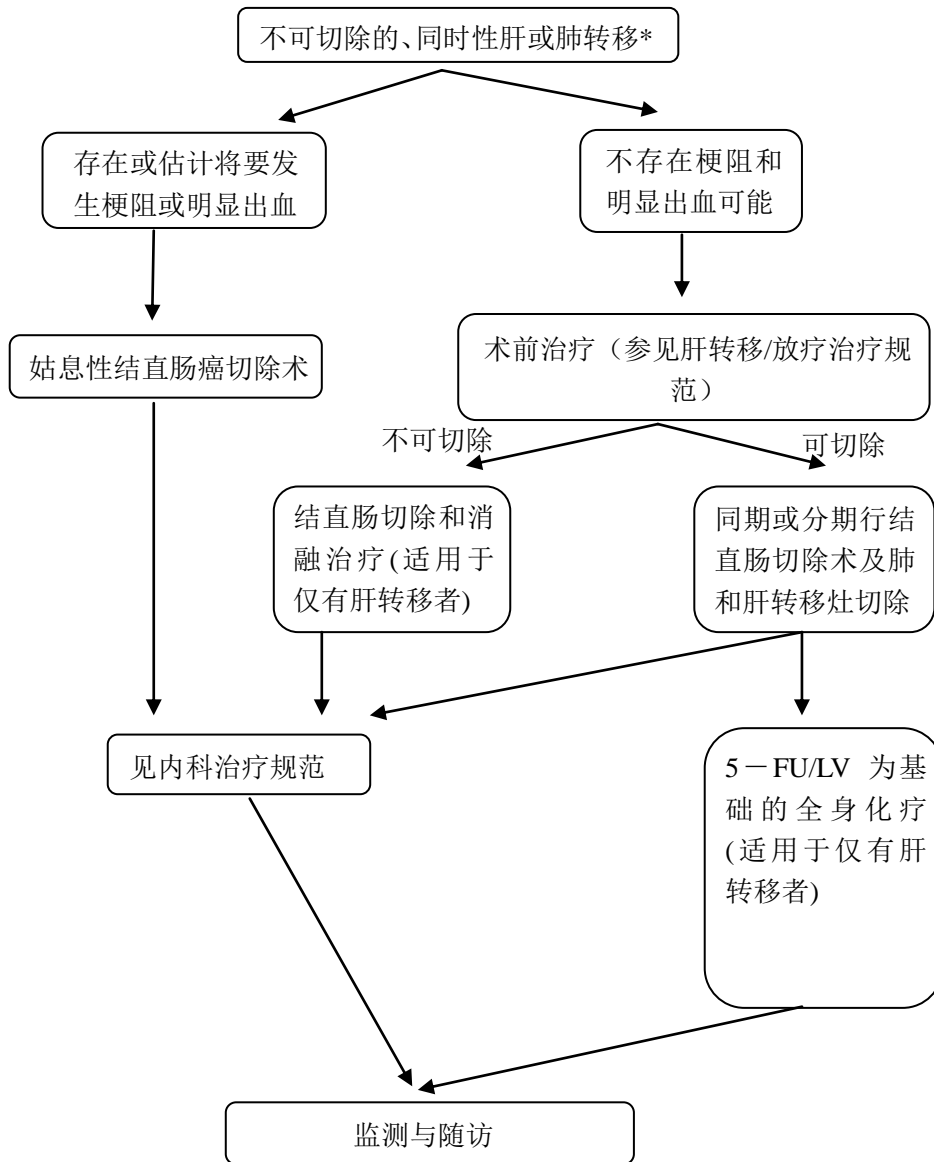 不可切除的、同时性肝或肺转移*
存在或估计将要发
生梗阻或明显出血
不存在梗阻和
明显出血可能
姑息性结直肠癌切除术
术前治疗（参见肝转移/放疗治疗规
范）
不可切除
可切除
结直肠切除和消
融治疗(适用于
仅有肝转移者)
同期或分期行结
直肠切除术及肺
和肝转移灶切除
见内科治疗规范
5－FU/LV 为基
础的全身化疗
(适用于仅有肝
转移者)
监测与随访